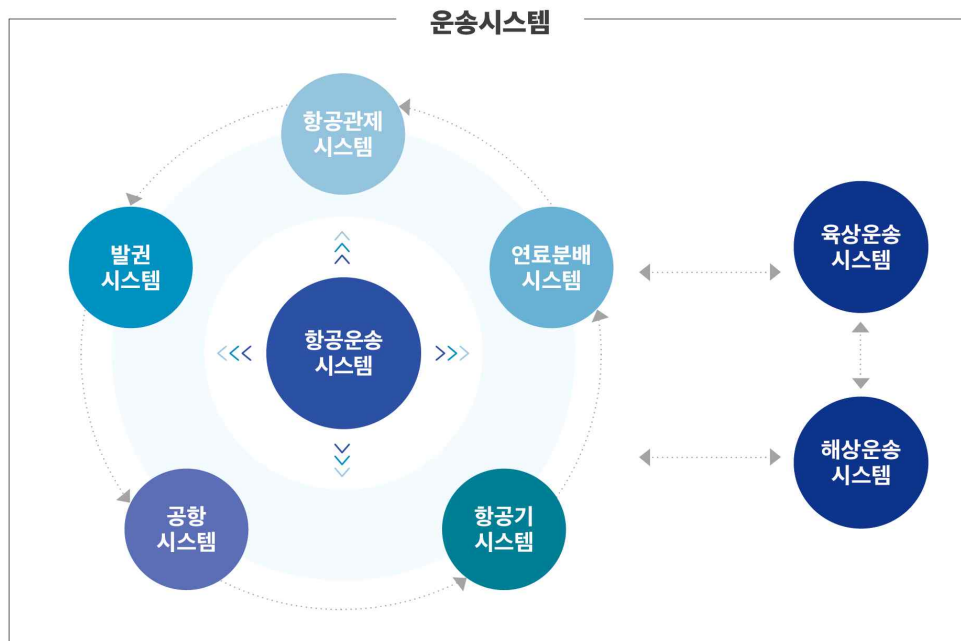 운송시스템
항공관제
시스템
발권
시스템
연료분배
시스템
항공운송
시스템
공항
시스템
항공기
시스템
육상운송
시스템
해상운송
시스템